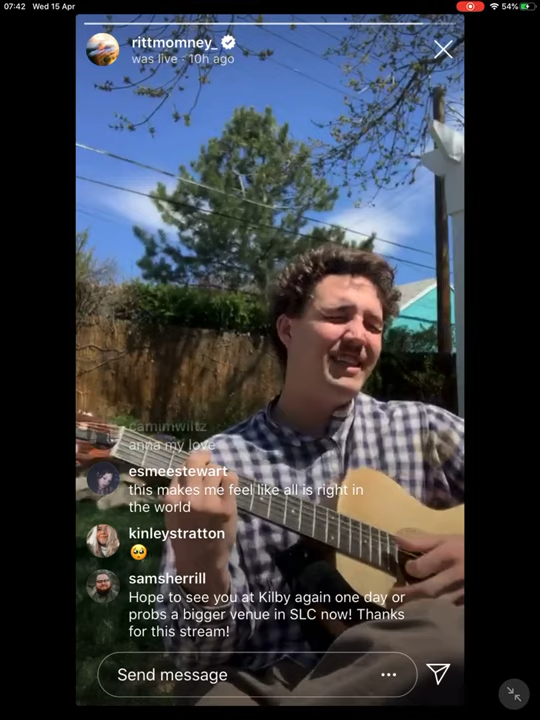 07:42 Wed 15 Apr
54%
rittmomney_
was live · 10h ago
camimwiltz
anna my love
esmeestewart
this makes me feel like all is right in
the world
kinleystratton
samsherrill
Hope to see you at Kilby again one day or
probs a bigger venue in SLC now! Thanks
for this stream!
Send message